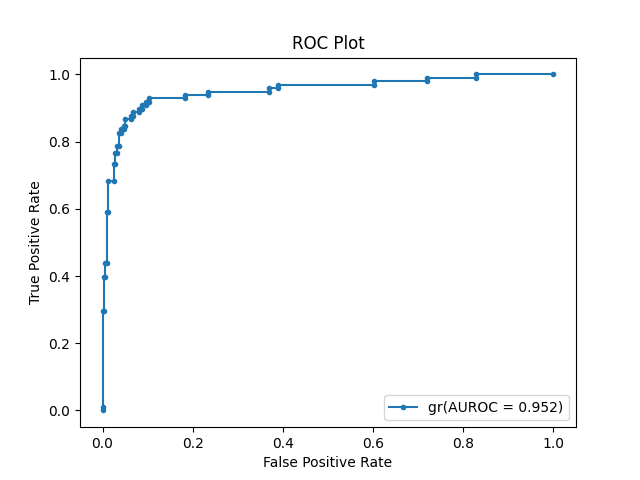 ROC Plot
True Positive Rate
1.0
0.8
0.6
0.4
0.2
0.0
0.0 0.2 0.4 0.6 0.8 1.0
False Positive Rate
gr(AUROC = 0.952)